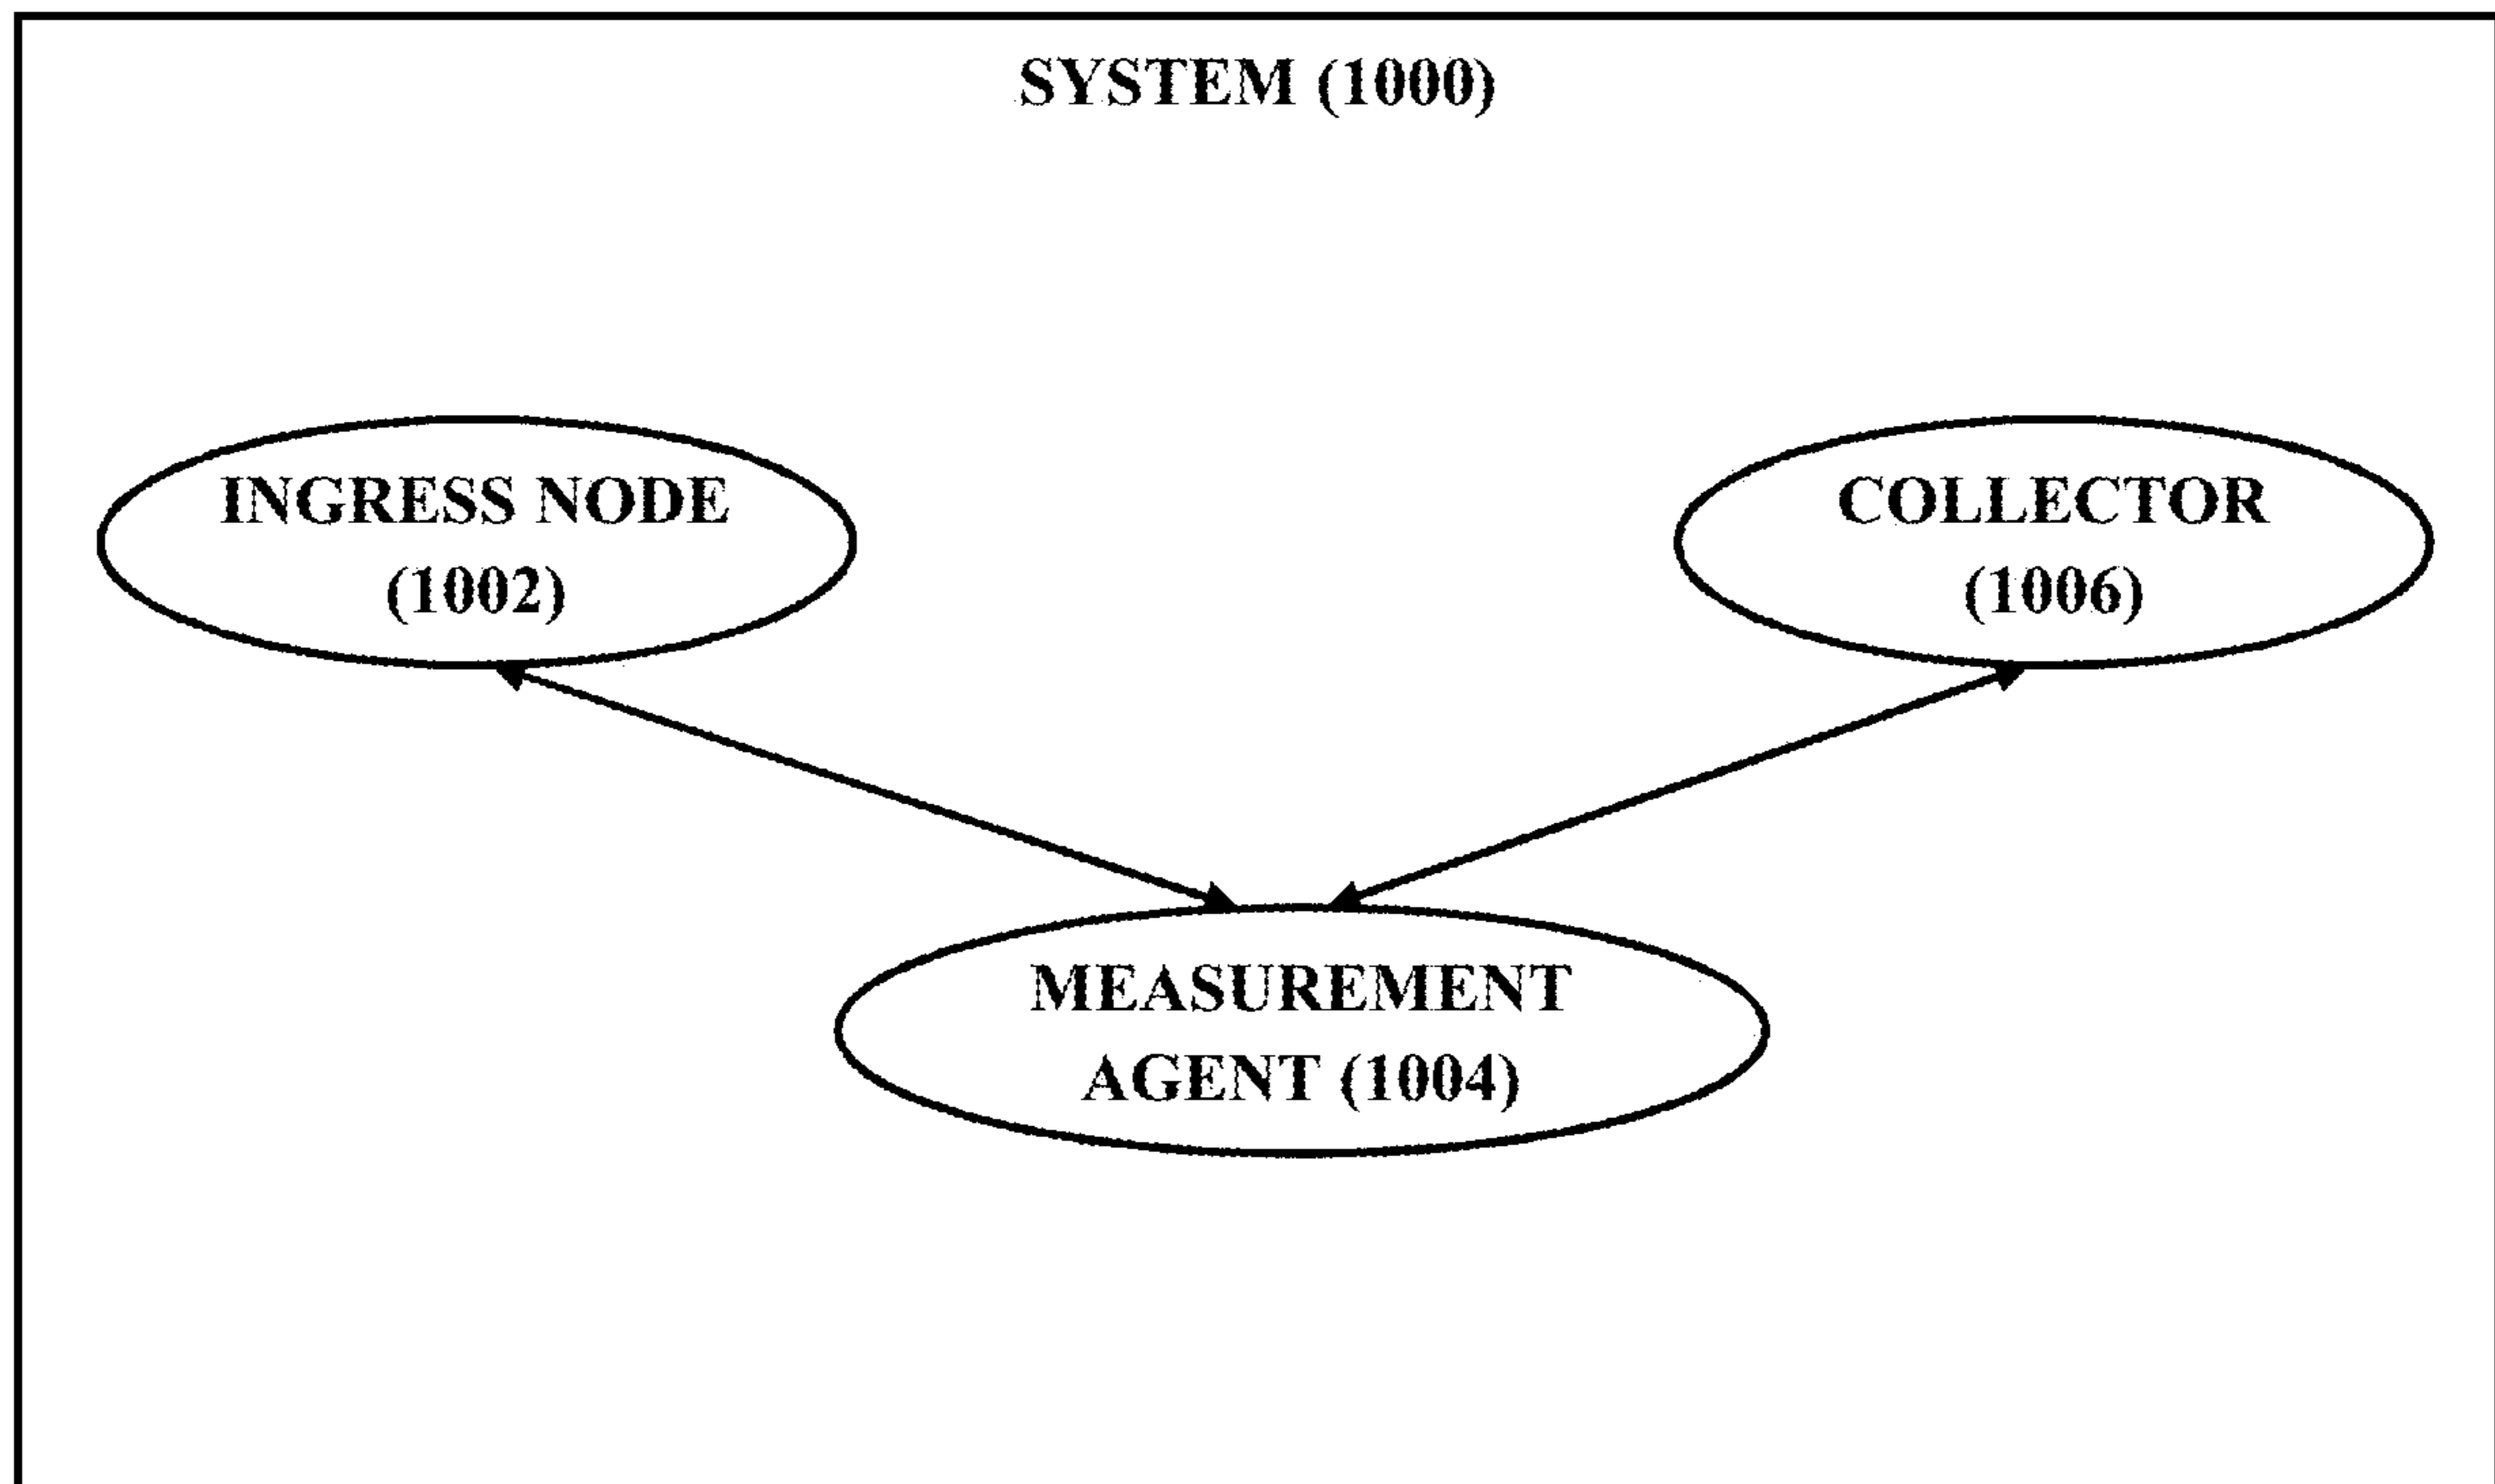 SYSTEM (1000)
INGRESS NODE
(1002)
COLLECTOR
(1006)
MEASUREMENT
AGENT (1004)